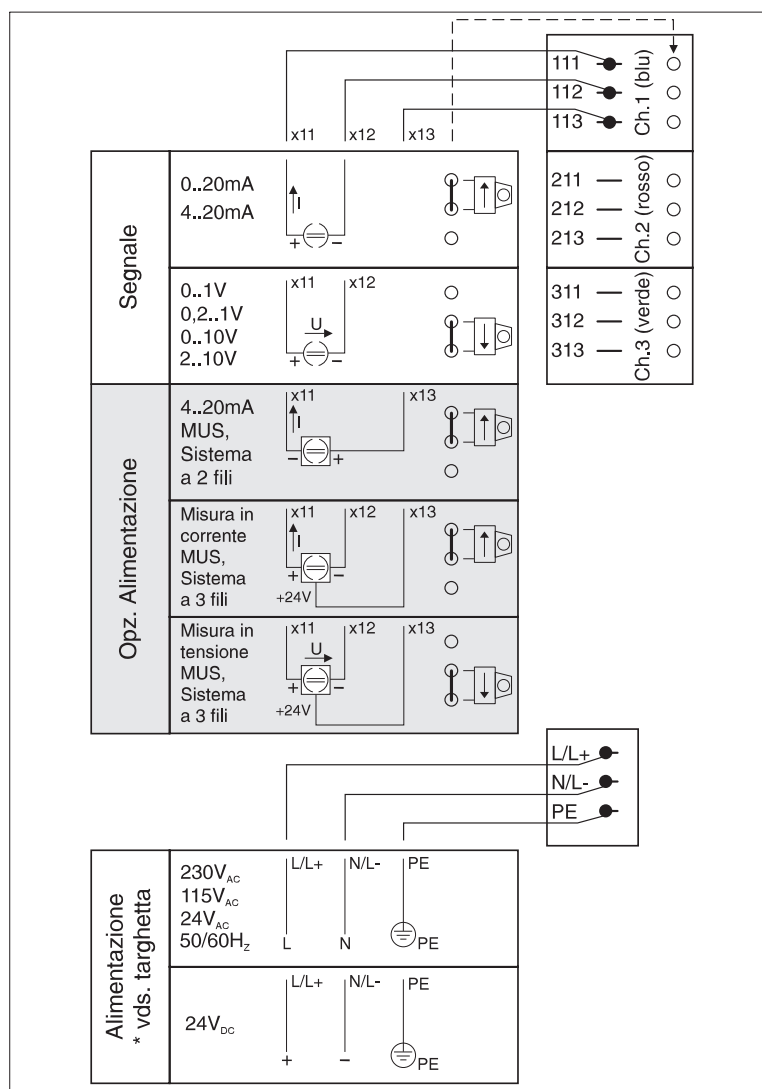 111
112
113
Ch.1 (blu)
x11 x12 x13
211
212
213
Ch.2 (rosso)
311
312
313
Ch.3 (verde)
Segnale
0..20mA
4..20mA
I
+ −
0..1V
0,2..1V
0..10V
2..10V
x11 x12
U
+ −
Opz. Alimentazione
4..20mA
MUS,
Sistema
a 2 fili
x11 x13
I
− +
Misura in
corrente
MUS,
Sistema
a 3 fili
x11 x12 x13
I
+ −
+24V
Misura in
tensione
MUS,
Sistema
a 3 fili
x11 x12 x13
U
+ −
+24V
L/L+
N/L-
PE
Alimentazione
* vds. targhetta
230VAC
115VAC
24VAC
50/60HZ
L/L+ N/L- PE
L N PE
24VDC
L/L+ N/L- PE
+ − PE